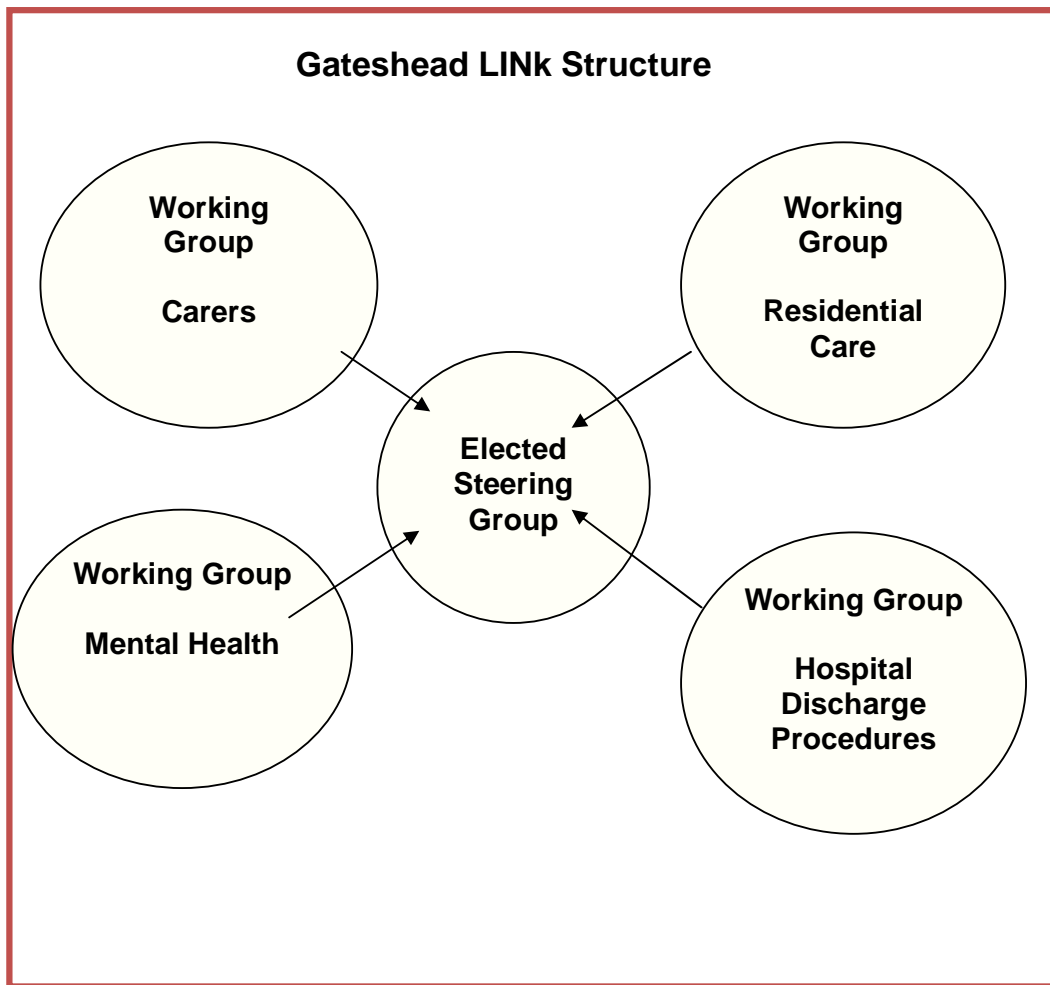 Gateshead LINk Structure
Working
Group
Carers
Working
Group
Residential
Care
Elected
Steering
Group
Working Group
Mental Health
Working Group
Hospital
Discharge
Procedures